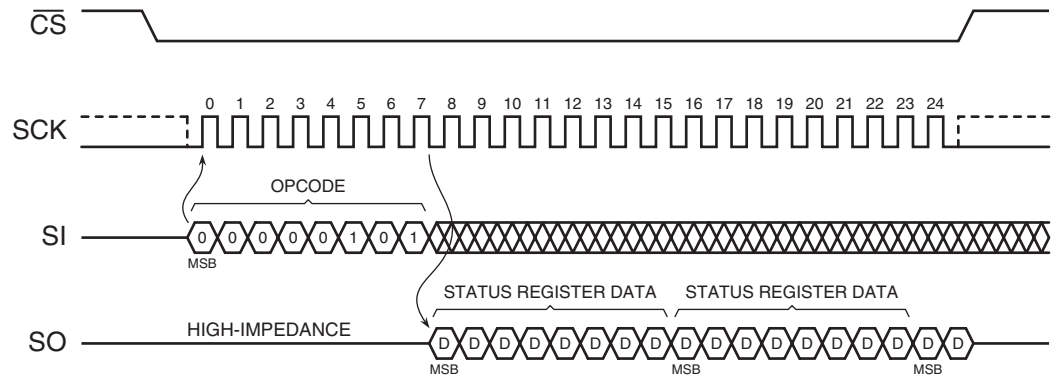 CS
0 1 2 3 4 5 6 7 8 9 10 11 12 13 14 15 16 17 18 19 20 21 22 23 24
SCK
OPCODE
SI 0 0 0 0 0 1 0 1
MSB
STATUS REGISTER DATA STATUS REGISTER DATA
HIGH-IMPEDANCE
SO D D D D D D D D D D D D D D D D D D
MSB MSB MSB